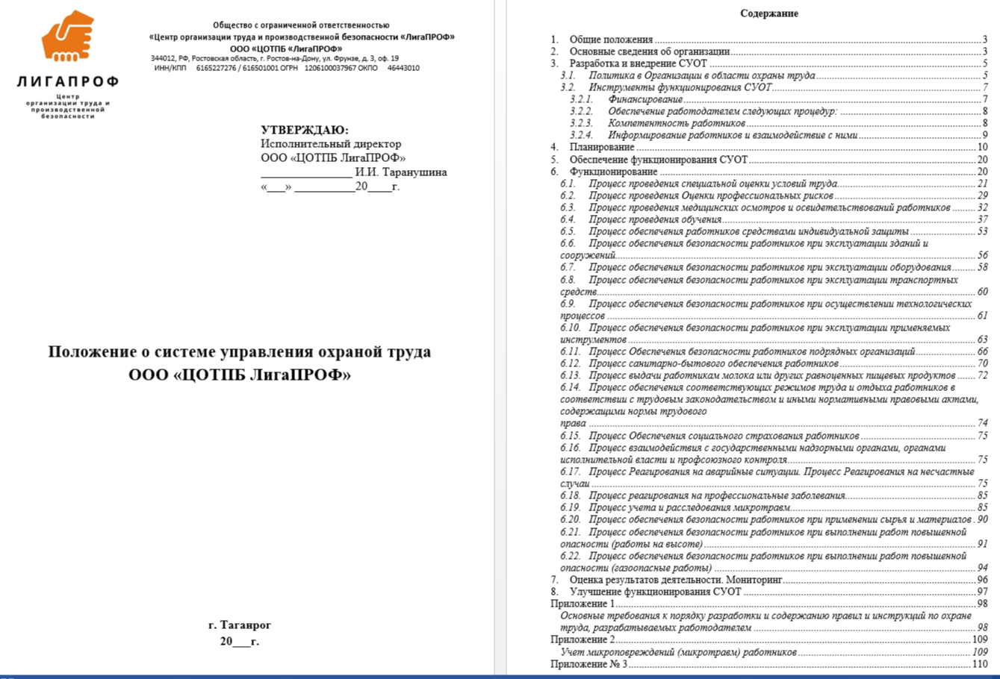 ЛИГАПРОФ
Центр
организации труда и
производственной
безопасности
Общество с ограниченной ответственностью
«Центр организации труда и производственной безопасности «ЛигаПРОФ»
ООО «ЦОТПБ «ЛигаПРОФ»
344012, РФ, Ростовская область, г. Ростов-на-Дону, ул. Фрунзе, д. 3, оф. 19
ИНН/КПП 6165227276 / 616501001 ОГРН 1206100037967 ОКПО 46443010
УТВЕРЖДАЮ:
Исполнительный директор
ООО «ЦОТПБ ЛигаПРОФ»
_______________ И.И. Таранушина
«___» __________20____г.
Положение о системе управления охраной труда
ООО «ЦОТПБ ЛигаПРОФ»
г. Таганрог
20___г.
Содержание
1. Общие положения 3
2. Основные сведения об организации 3
3. Разработка и внедрение СУОТ 5
3.1. Политика в Организации в области охраны труда 5
3.2. Инструменты функционирования СУОТ 7
3.2.1. Финансирование 7
3.2.2. Обеспечение работодателем следующих процедур: 8
3.2.3. Компетентность работников 8
3.2.4. Информирование работников и взаимодействие с ними 9
4. Планирование 10
5. Обеспечение функционирования СУОТ 20
6. Функционирование 20
6.1. Процесс проведения специальной оценки условий труда 21
6.2. Процесс проведения Оценки профессиональных рисков 29
6.3. Процесс проведения медицинских осмотров и освидетельствований работников 32
6.4. Процесс проведения обучения 37
6.5. Процесс обеспечения работников средствами индивидуальной защиты 53
6.6. Процесс обеспечения безопасности работников при эксплуатации зданий и
сооружений 56
6.7. Процесс обеспечения безопасности работников при эксплуатации оборудования 58
6.8. Процесс обеспечения безопасности работников при эксплуатации транспортных
средств 60
6.9. Процесс обеспечения безопасности работников при осуществлении технологических
процессов 61
6.10. Процесс обеспечения безопасности работников при эксплуатации применяемых
инструментов 63
6.11. Процесс Обеспечения безопасности работников подрядных организаций 66
6.12. Процесс санитарно-бытового обеспечения работников 70
6.13. Процесс выдачи работникам молока или других равноценных пищевых продуктов 72
6.14. Процесс обеспечения соответствующих режимов труда и отдыха работников в
соответствии с трудовым законодательством и иными нормативными правовыми актами,
содержащими нормы трудового
права 74
6.15. Процесс Обеспечения социального страхования работников 75
6.16. Процесс взаимодействия с государственными надзорными органами, органами
исполнительной власти и профсоюзного контроля 75
6.17. Процесс Реагирования на аварийные ситуации. Процесс Реагирования на несчастные
случаи 75
6.18. Процесс реагирования на профессиональные заболевания 85
6.19. Процесс учета и расследования микротравм 85
6.20. Процесс обеспечения безопасности работников при применении сырья и материалов 90
6.21. Процесс обеспечения безопасности работников при выполнении работ повышенной
опасности (работы на высоте) 91
6.22. Процесс обеспечения безопасности работников при выполнении работ повышенной
опасности (газоопасные работы) 94
7. Оценка результатов деятельности. Мониторинг 96
8. Улучшение функционирования СУОТ 97
Приложение 1 98
Основные требования к порядку разработки и содержанию правил и инструкций по охране
труда, разрабатываемых работодателем 98
Приложение 2 109
Учет микроповреждений (микротравм) работников 109
Приложение № 3 110